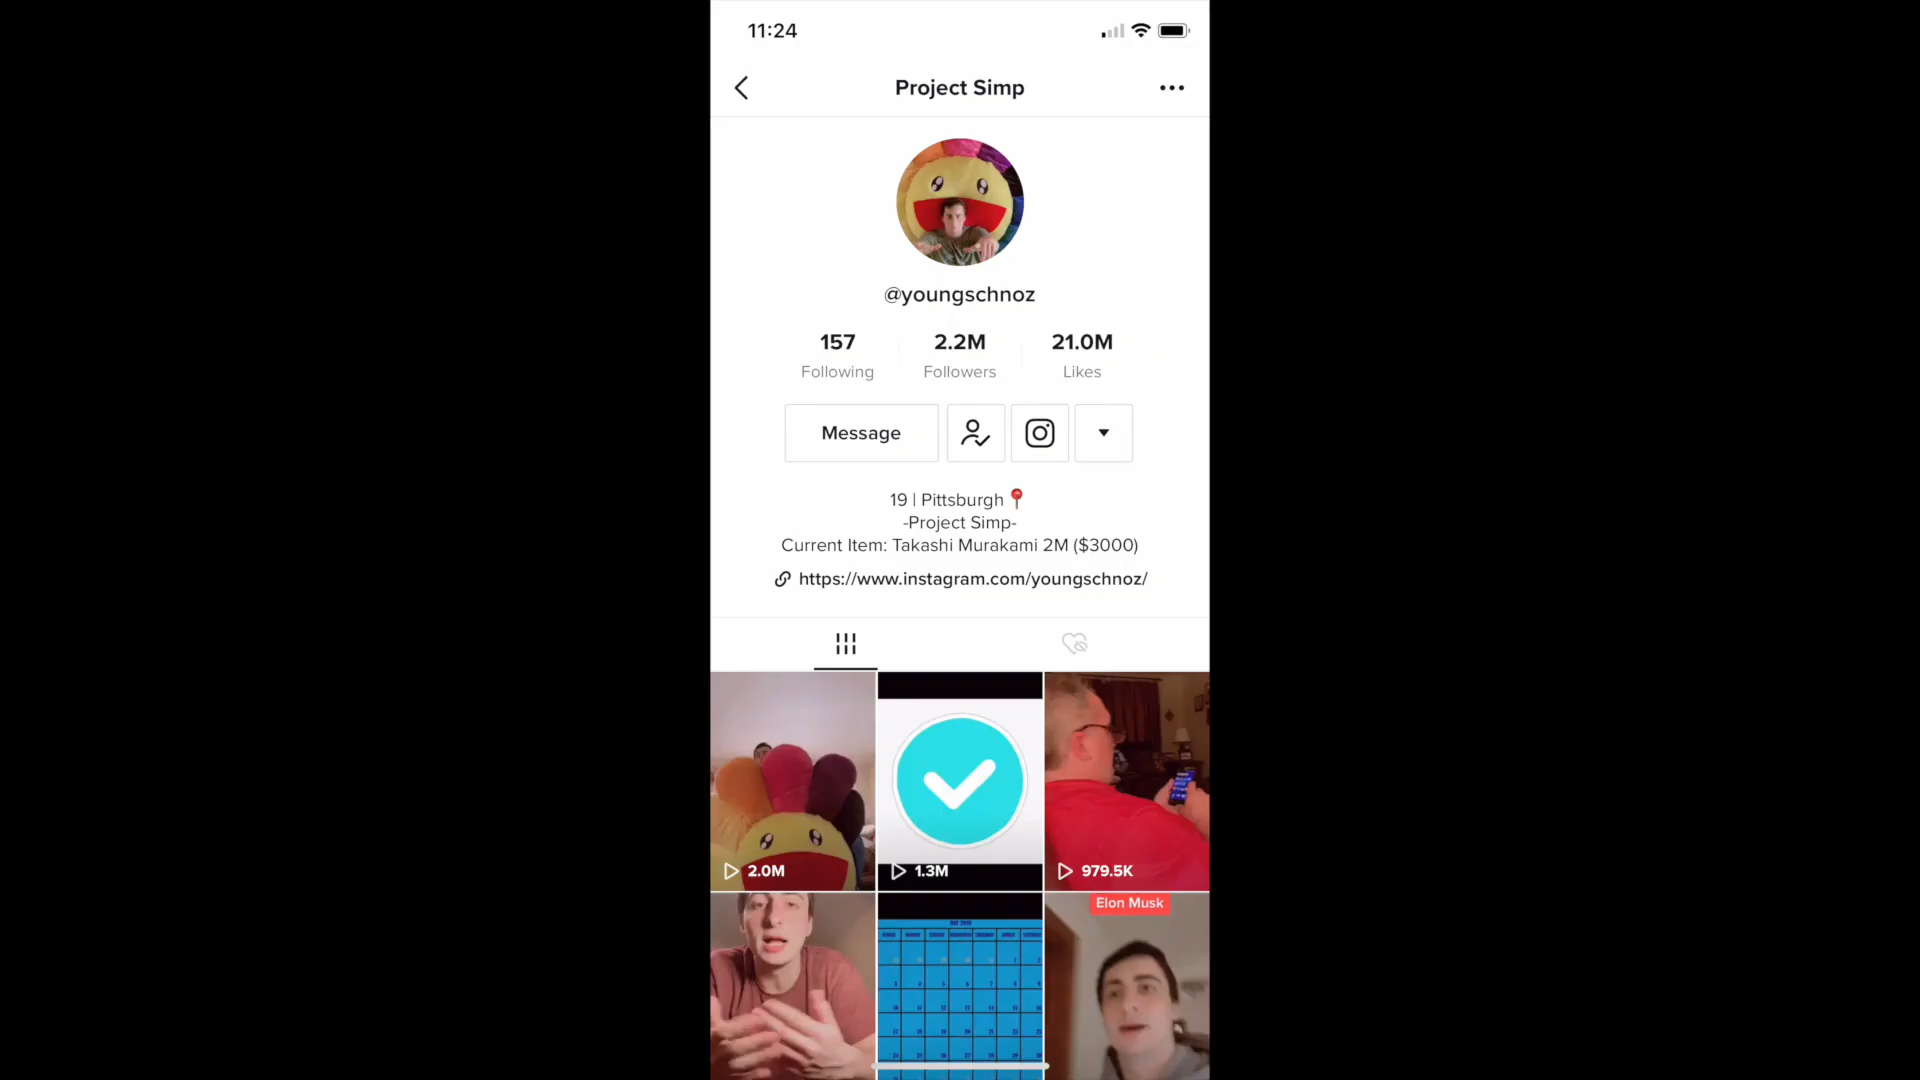 11:24
Project Simp
@youngschnoz
157 2.2M 21.0M
Following Followers Likes
Message
19 | Pittsburgh📍
-Project Simp-
Current Item: Takashi Murakami 2M ($3000)
https://www.instagram.com/youngschnoz/
2.0M 1.3M 979.5K
Elon Musk